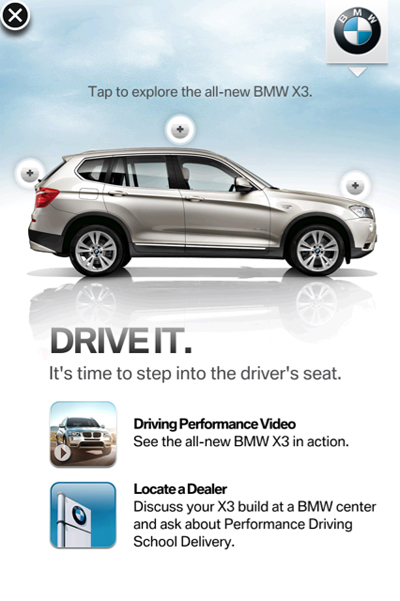 BMW
Tap to explore the all-new BMW X3.
DRIVE IT.
It's time to step into the driver's seat.
Driving Performance Video
See the all-new BMW X3 in action.
Locate a Dealer
Discuss your X3 build at a BMW center
and ask about Performance Driving
School Delivery.